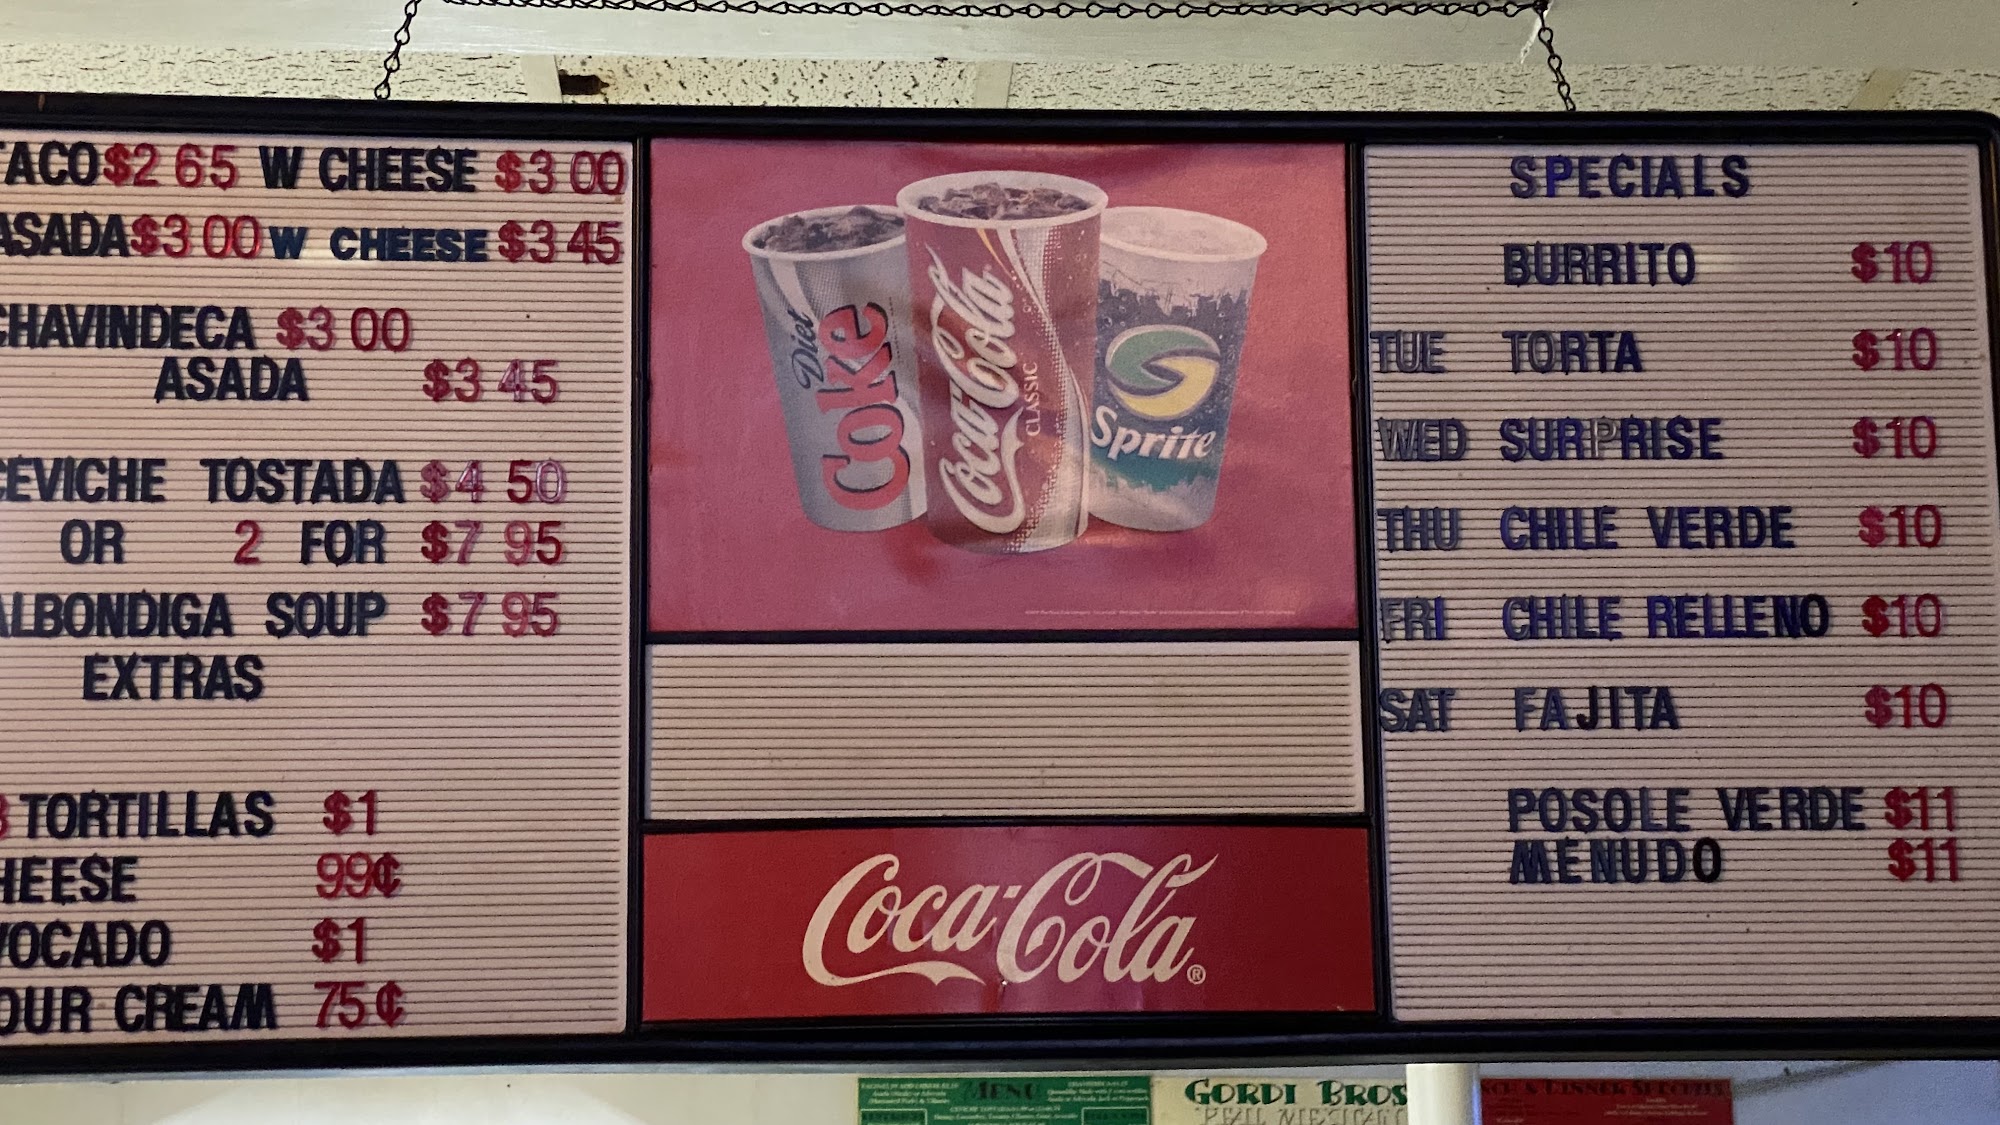 TACO $2 65 W CHEESE $3 00
ASADA $3 00 W CHEESE $3 45
CHAVINDECA $3 00
ASADA $3 45
CEVICHE TOSTADA $4 50
OR 2 FOR $7 95
ALBONDIGA SOUP $7 95
EXTRAS
3 TORTILLAS $1
HEESE 99¢
VOCADO $1
OUR CREAM 75¢
Diet Coke
Coca-Cola
CLASSIC
Sprite
Coca-Cola®
SPECIALS
BURRITO $10
TUE TORTA $10
WED SURPRISE $10
THU CHILE VERDE $10
FRI CHILE RELLENO $10
SAT FAJITA $10
POSOLE VERDE $11
MENUDO $11
MENU
GORDI BROS
REAL MEXICAN